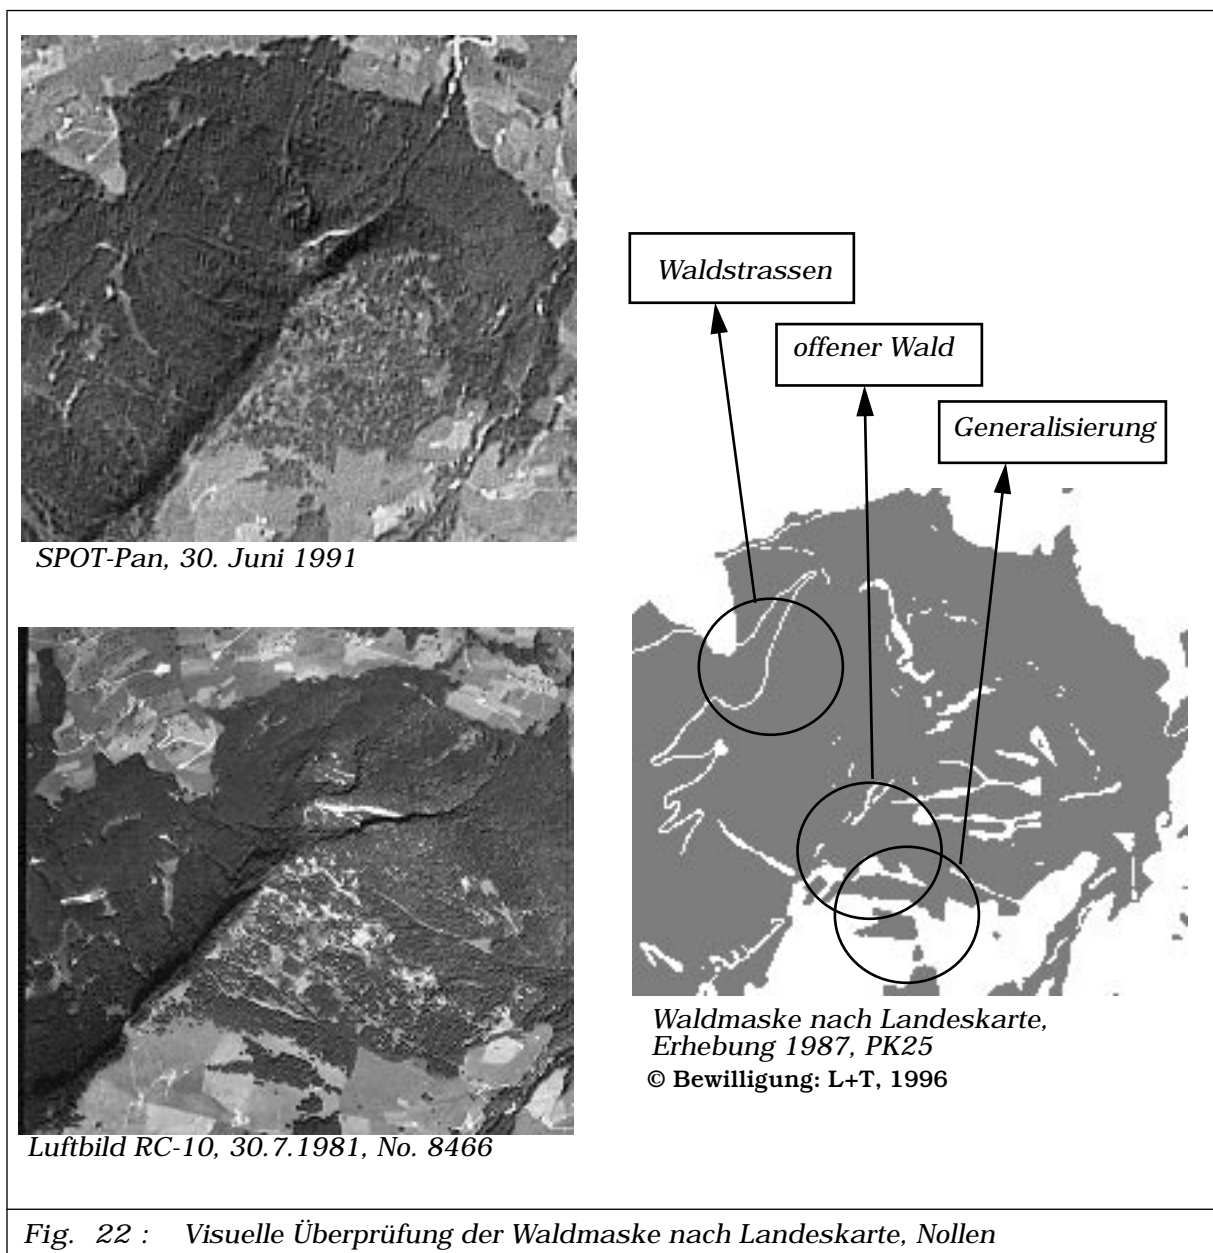 SPOT-Pan, 30. Juni 1991
Waldstrassen
offener Wald
Generalisierung
Luftbild RC-10, 30.7.1981, No. 8466
Waldmaske nach Landeskarte,
Erhebung 1987, PK25
© Bewilligung: L+T, 1996
Fig. 22 : Visuelle Überprüfung der Waldmaske nach Landeskarte, Nollen